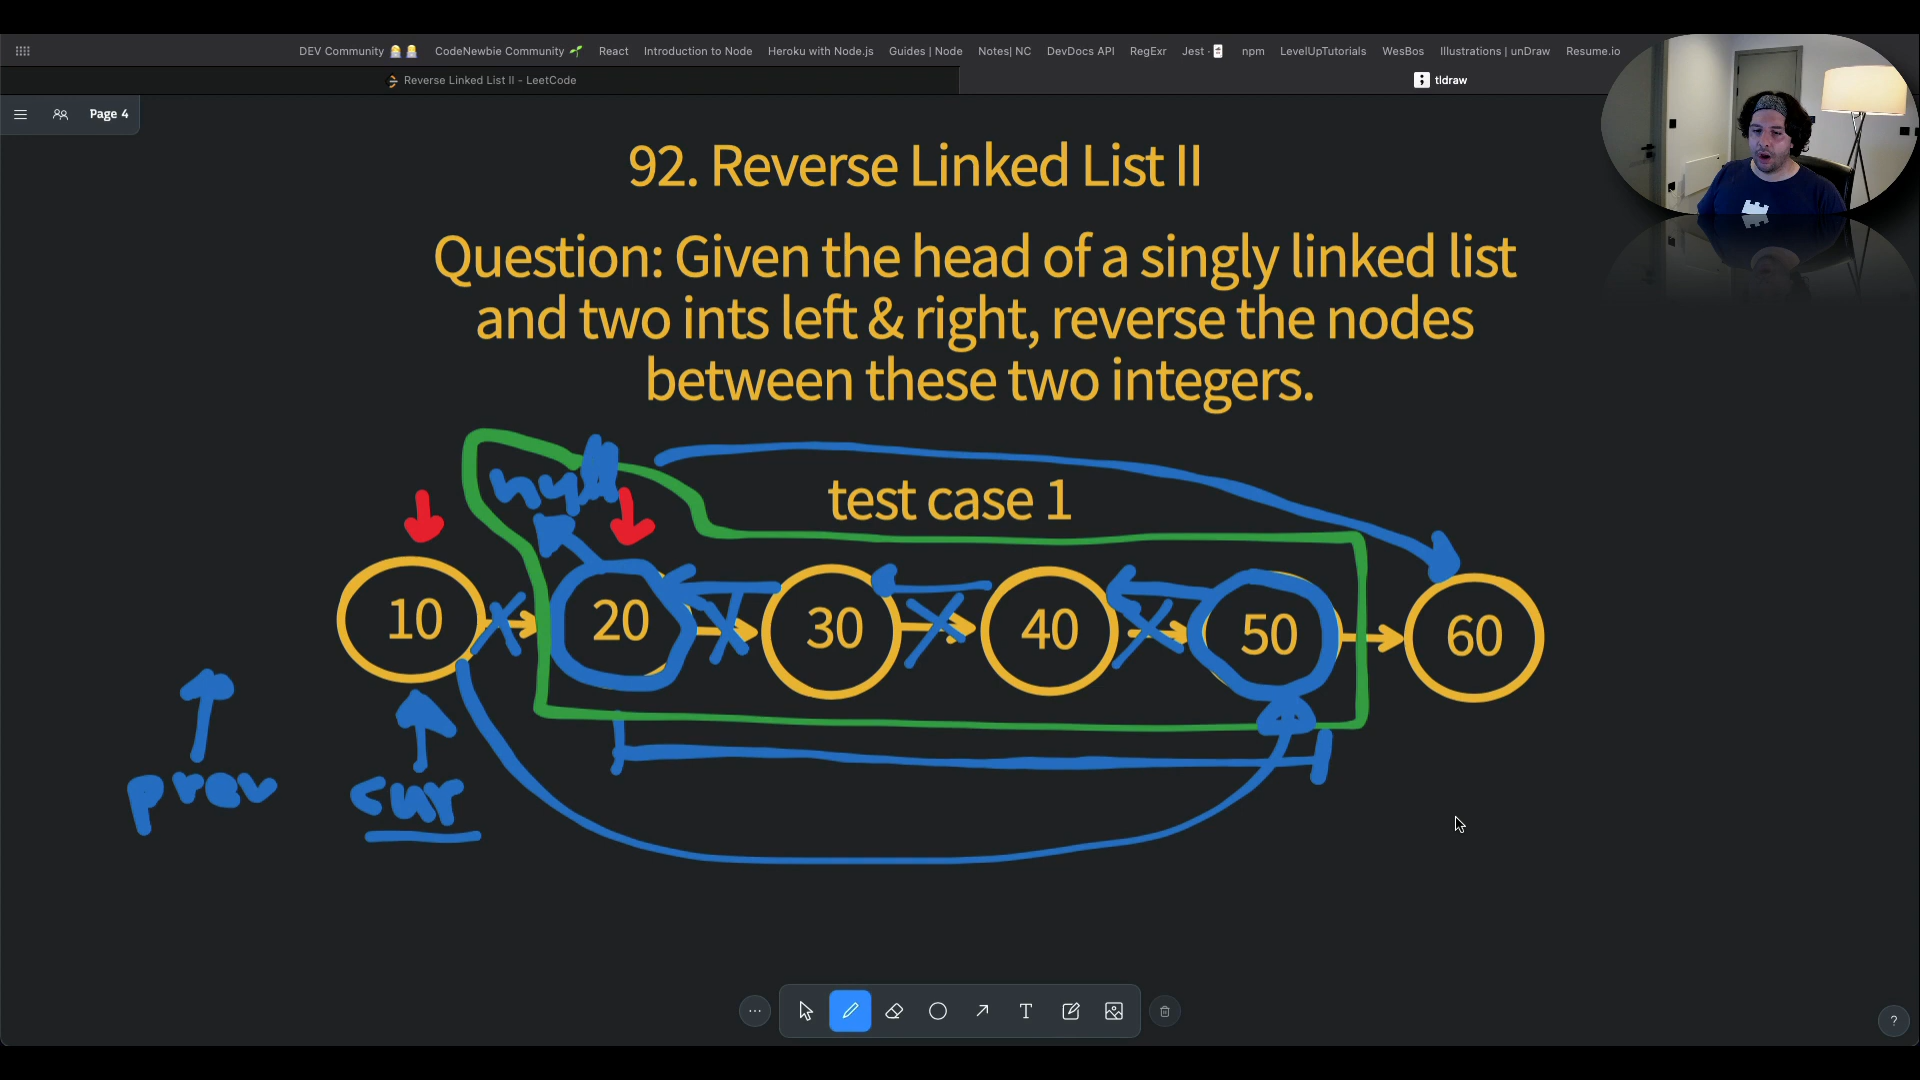 DEV Community
CodeNewbie Community
React
Introduction to Node
Heroku with Node.js
Guides | Node
Notes| NC
DevDocs API
RegExr
Jest ·
npm
LevelUpTutorials
WesBos
Illustrations | unDraw
Resume.io
Reverse Linked List II - LeetCode
tldraw
Page 4
92. Reverse Linked List II
Question: Given the head of a singly linked list
and two ints left & right, reverse the nodes
between these two integers.
null
test case 1
10
20
30
40
50
60
prev
cur
T
?